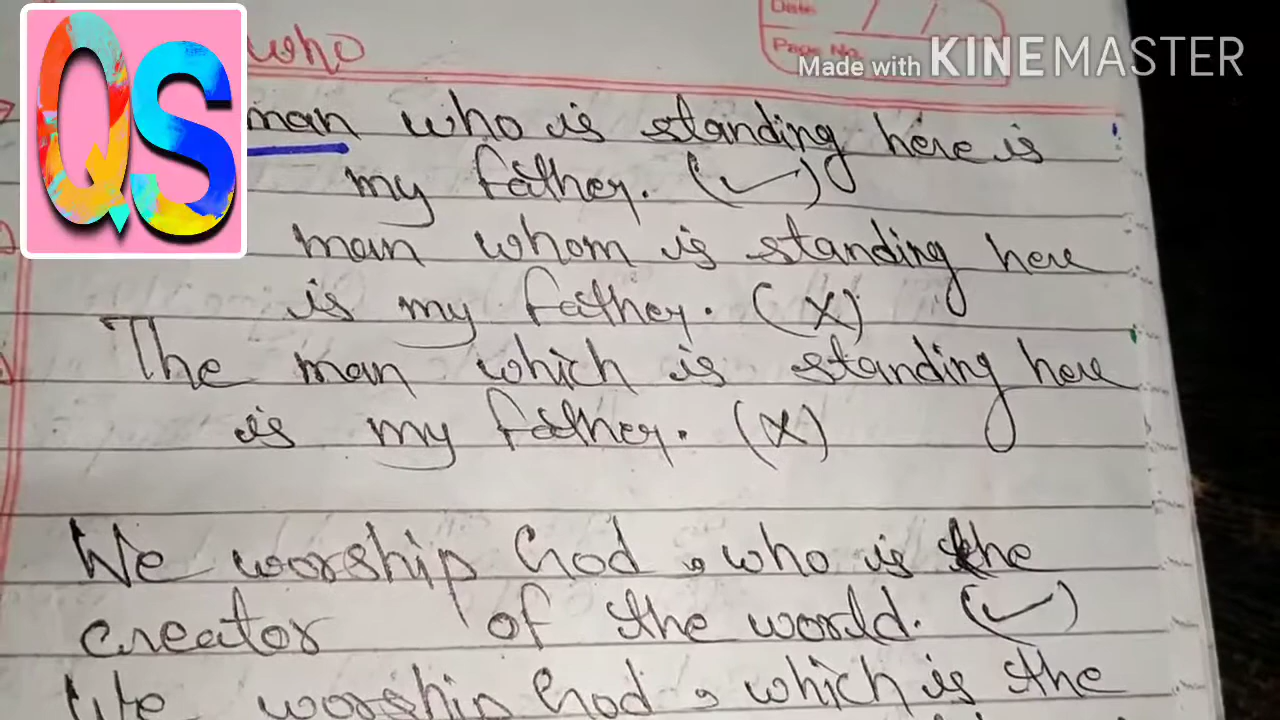 QS
who
Date / /
Page No.
Made with KINEMASTER
man who is standing here is
my father. (✓)
man whom is standing here
is my father. (X)
The man which is standing here
is my father. (X)
We worship God, who is the
creator of the world. (✓)
We worship God, which is the